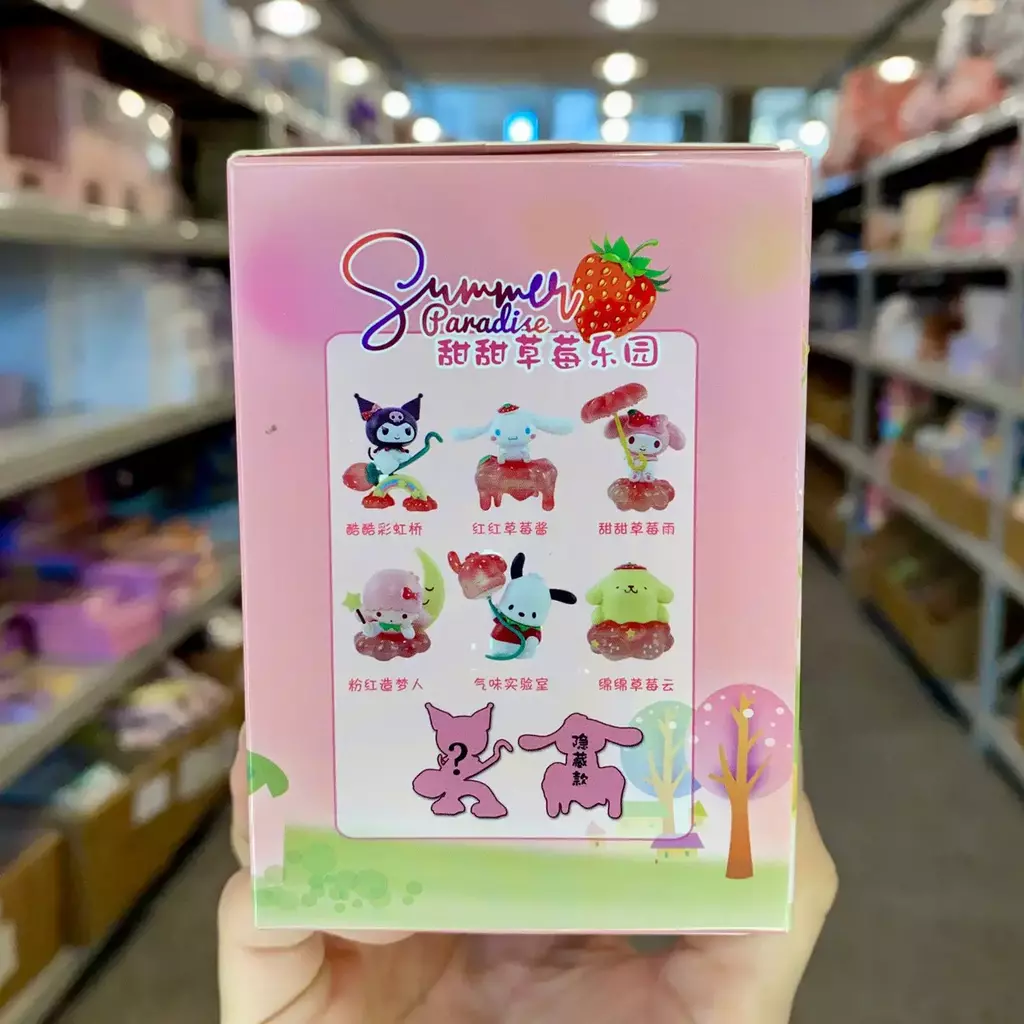 Summer
Paradise
甜甜草莓乐园
酷酷彩虹桥
红红草莓酱
甜甜草莓雨
粉红造梦人
气味实验室
绵绵草莓云
?
隐藏款